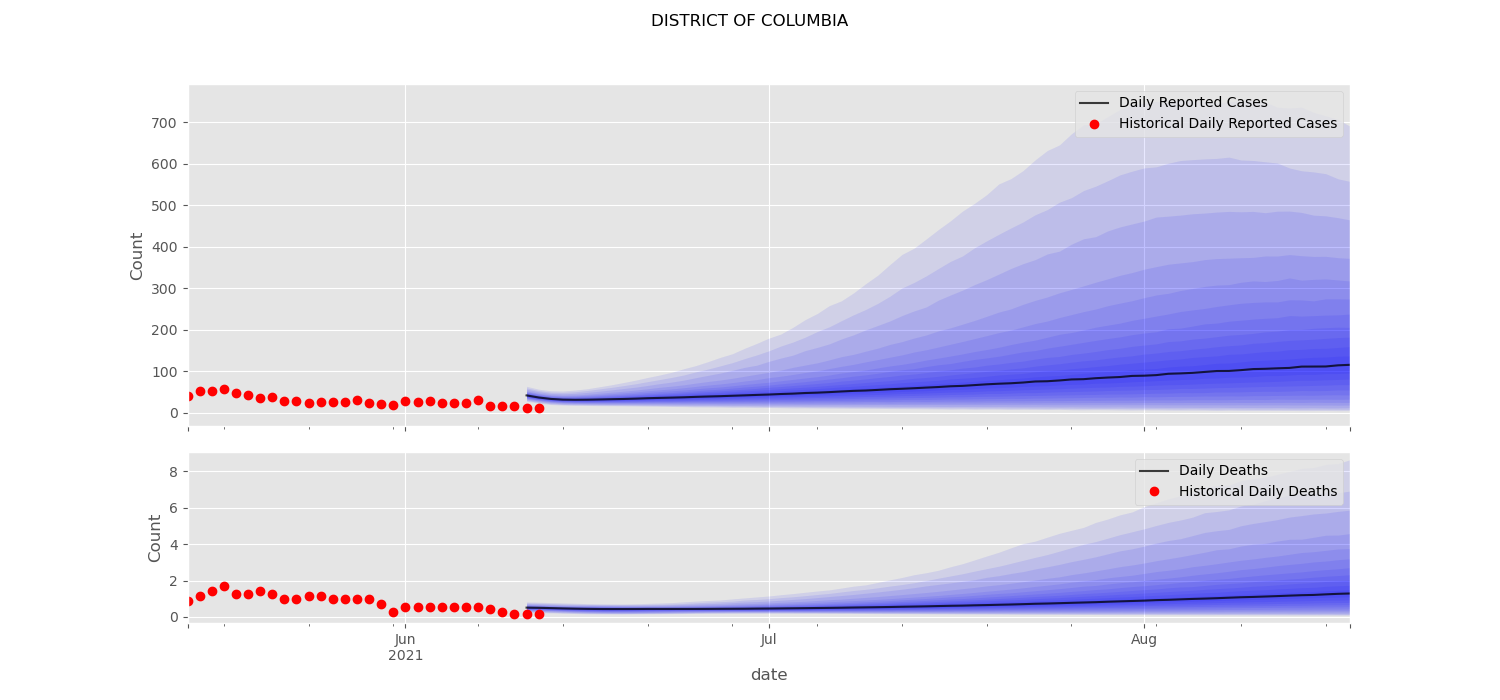 DISTRICT OF COLUMBIA
Daily Reported Cases
Historical Daily Reported Cases
700
600
500
400
300
200
100
0
Count
Daily Deaths
Historical Daily Deaths
8
6
4
2
0
Count
Jun
2021
Jul
Aug
date